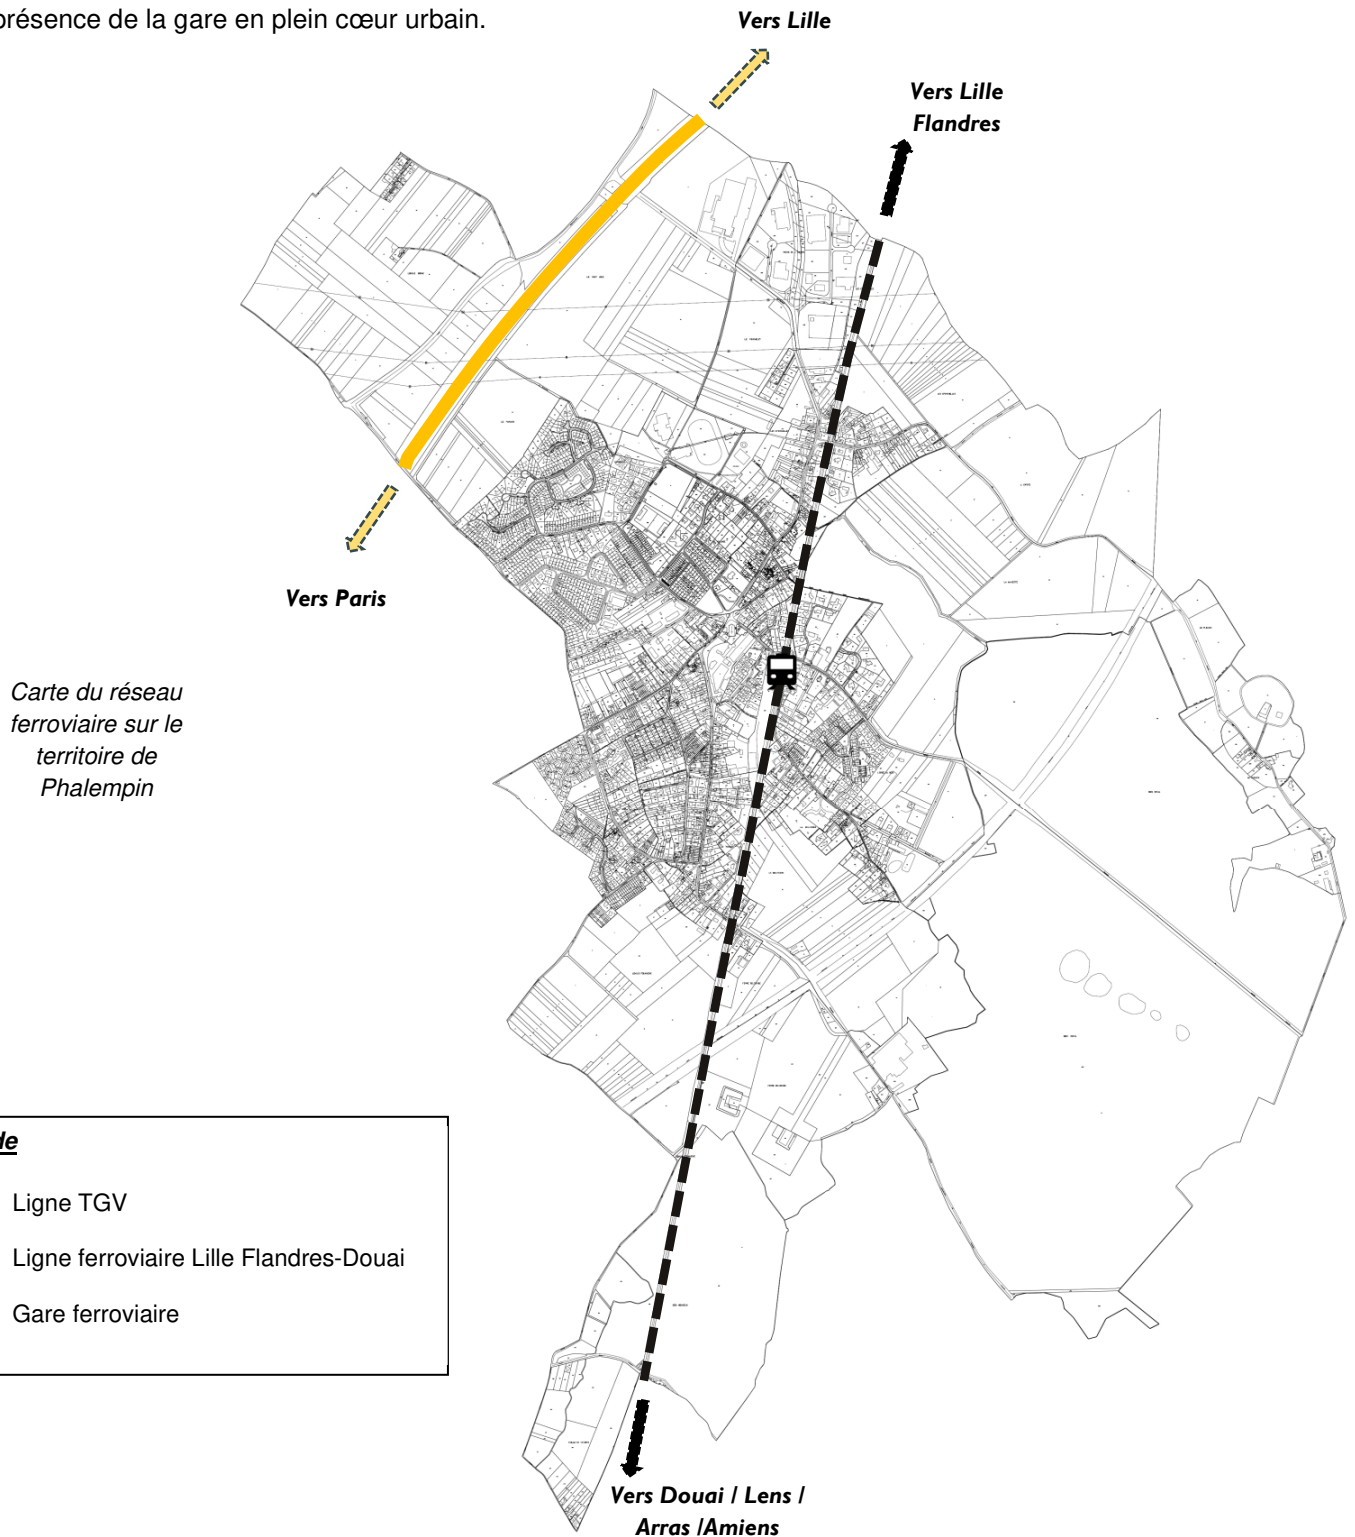 présence de la gare en plein cœur urbain.
Vers Lille
Vers Lille
Flandres
Vers Paris
Carte du réseau
ferroviaire sur le
territoire de
Phalempin
de
Ligne TGV
Ligne ferroviaire Lille Flandres-Douai
Gare ferroviaire
Vers Douai / Lens /
Arras /Amiens